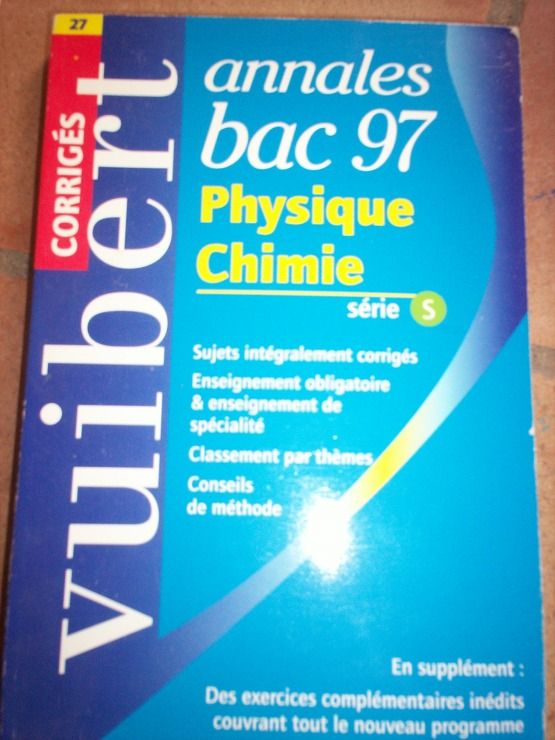 27
CORRIGÉS
vuibert
annales
bac 97
Physique
Chimie
série S
Sujets intégralement corrigés
Enseignement obligatoire
& enseignement de
spécialité
Classement par thèmes
Conseils
de méthode
En supplément :
Des exercices complémentaires inédits
couvrant tout le nouveau programme